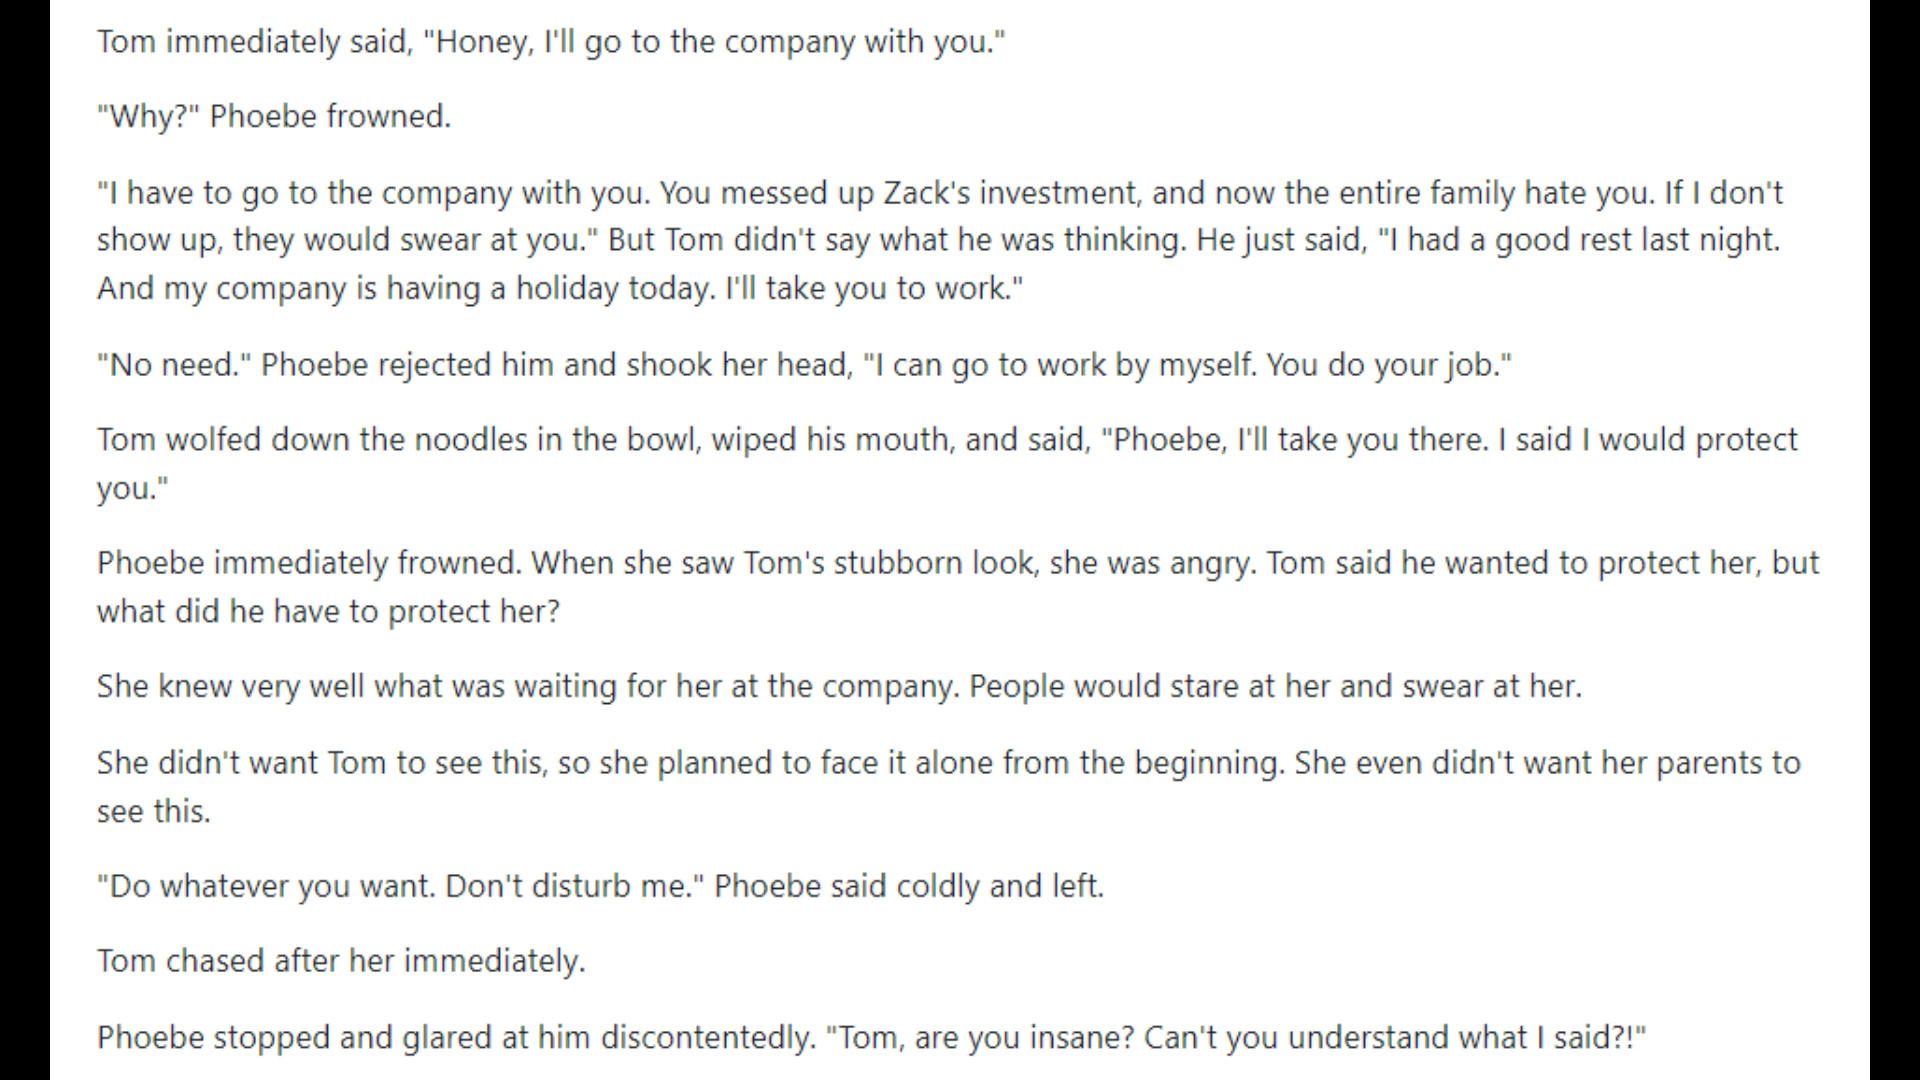 Tom immediately said, "Honey, I'll go to the company with you."
"Why?" Phoebe frowned.
"I have to go to the company with you. You messed up Zack's investment, and now the entire family hate you. If I don't
show up, they would swear at you." But Tom didn't say what he was thinking. He just said, "I had a good rest last night.
And my company is having a holiday today. I'll take you to work."
"No need." Phoebe rejected him and shook her head, "I can go to work by myself. You do your job."
Tom wolfed down the noodles in the bowl, wiped his mouth, and said, "Phoebe, I'll take you there. I said I would protect
you."
Phoebe immediately frowned. When she saw Tom's stubborn look, she was angry. Tom said he wanted to protect her, but
what did he have to protect her?
She knew very well what was waiting for her at the company. People would stare at her and swear at her.
She didn't want Tom to see this, so she planned to face it alone from the beginning. She even didn't want her parents to
see this.
"Do whatever you want. Don't disturb me." Phoebe said coldly and left.
Tom chased after her immediately.
Phoebe stopped and glared at him discontentedly. "Tom, are you insane? Can't you understand what I said?!"